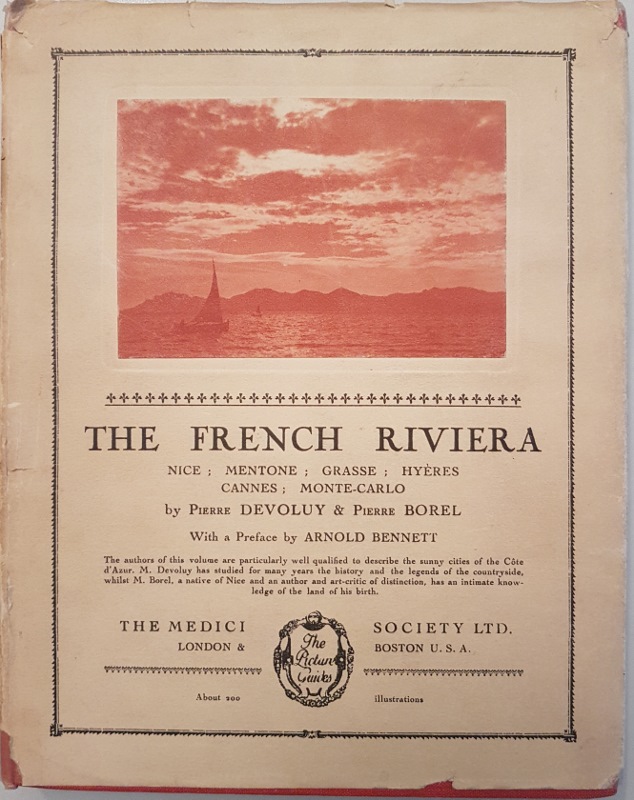 THE FRENCH RIVIERA
NICE ; MENTONE ; GRASSE ; HYÈRES
CANNES ; MONTE-CARLO
by PIERRE DEVOLUY & PIERRE BOREL
With a Preface by ARNOLD BENNETT
The authors of this volume are particularly well qualified to describe the sunny cities of the Côte
d'Azur. M. Devoluy has studied for many years the history and the legends of the countryside,
whilst M. Borel, a native of Nice and an author and art-critic of distinction, has an intimate know-
ledge of the land of his birth.
THE MEDICI SOCIETY LTD.
LONDON & BOSTON U. S. A.
The
Picture
Guides
About 200 illustrations